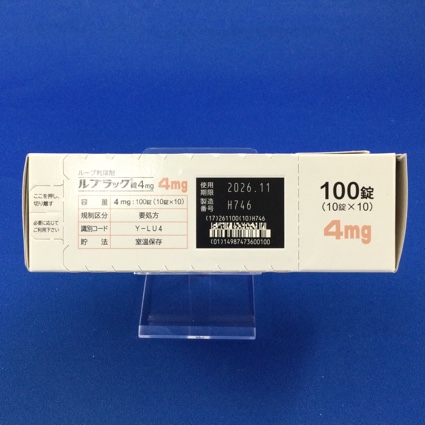 ここを押し、
切り離す
必要に応じて
ご利用下さい
ループ利尿剤
ルプラック錠4mg 4mg
容 量 4mg:100錠(10錠×10)
規制区分 要処方
識別コード Y-LU4
貯 法 室温保存
使用期限 2026.11
製造番号 H746
(17)261100(10)H746
(01)14987473600100
100錠
(10錠×10)
4mg